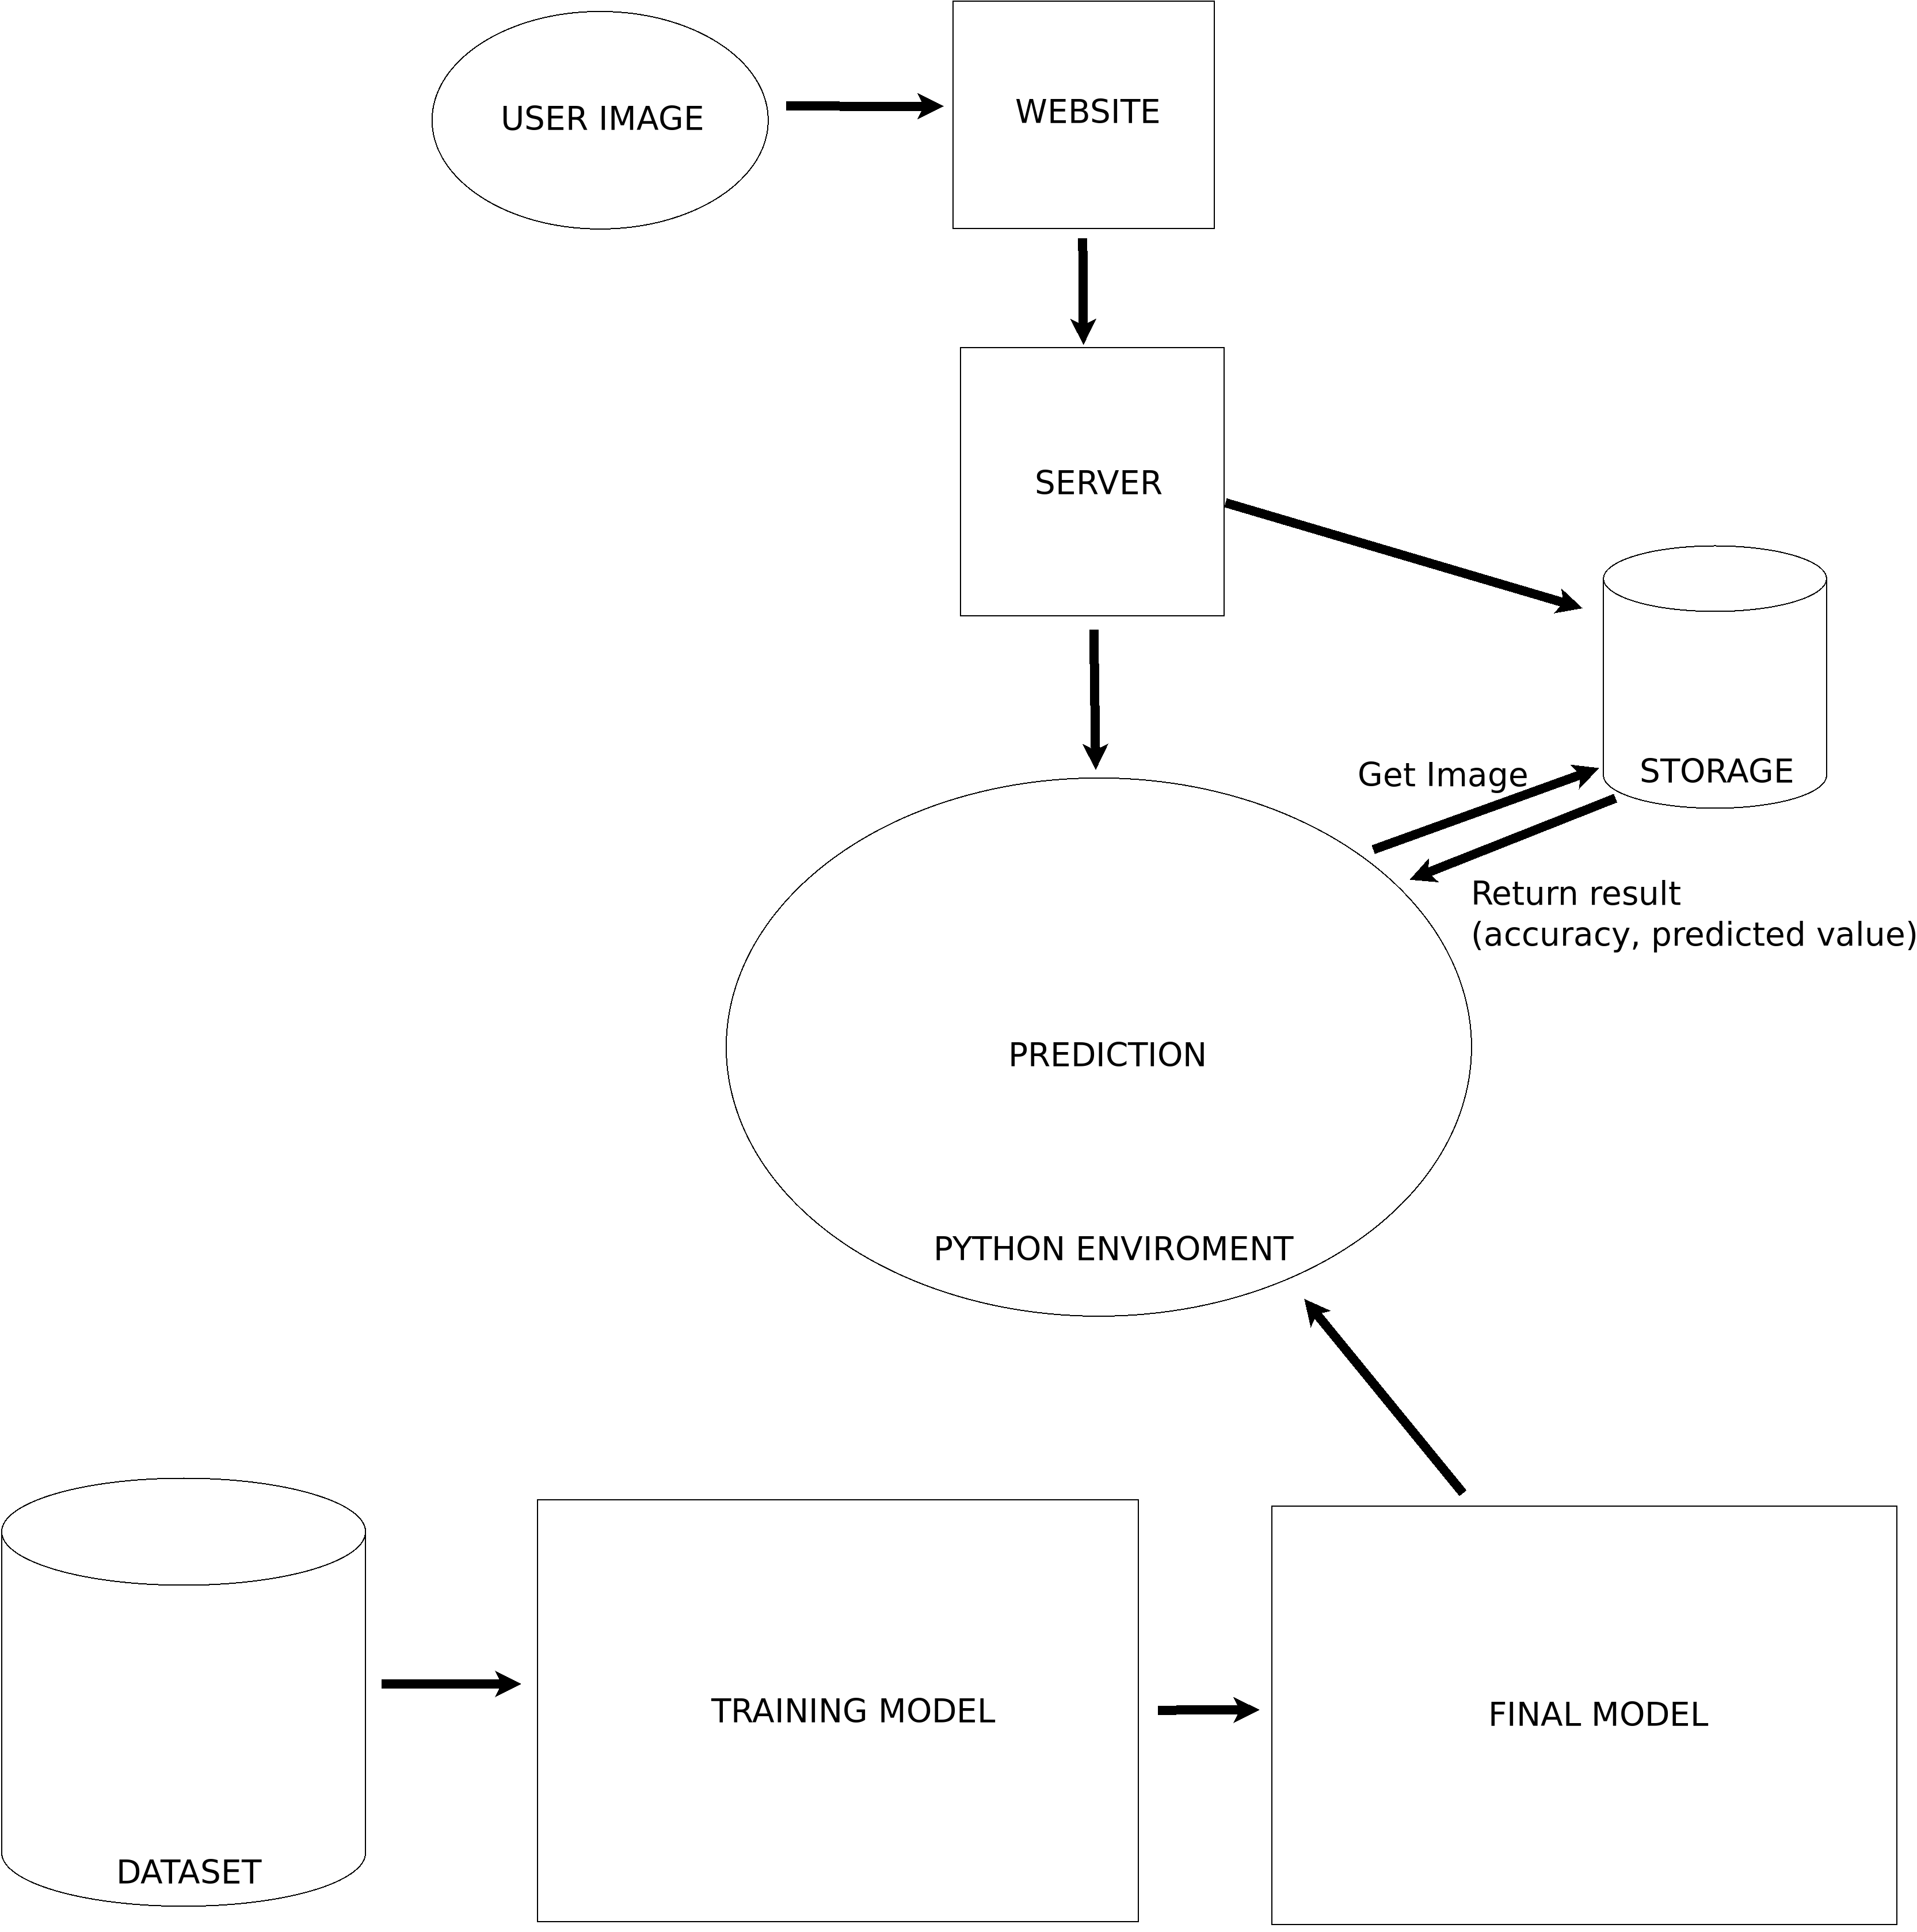 USER IMAGE
WEBSITE
SERVER
STORAGE
Get Image
Return result
(accuracy, predicted value)
PREDICTION
PYTHON ENVIROMENT
DATASET
TRAINING MODEL
FINAL MODEL